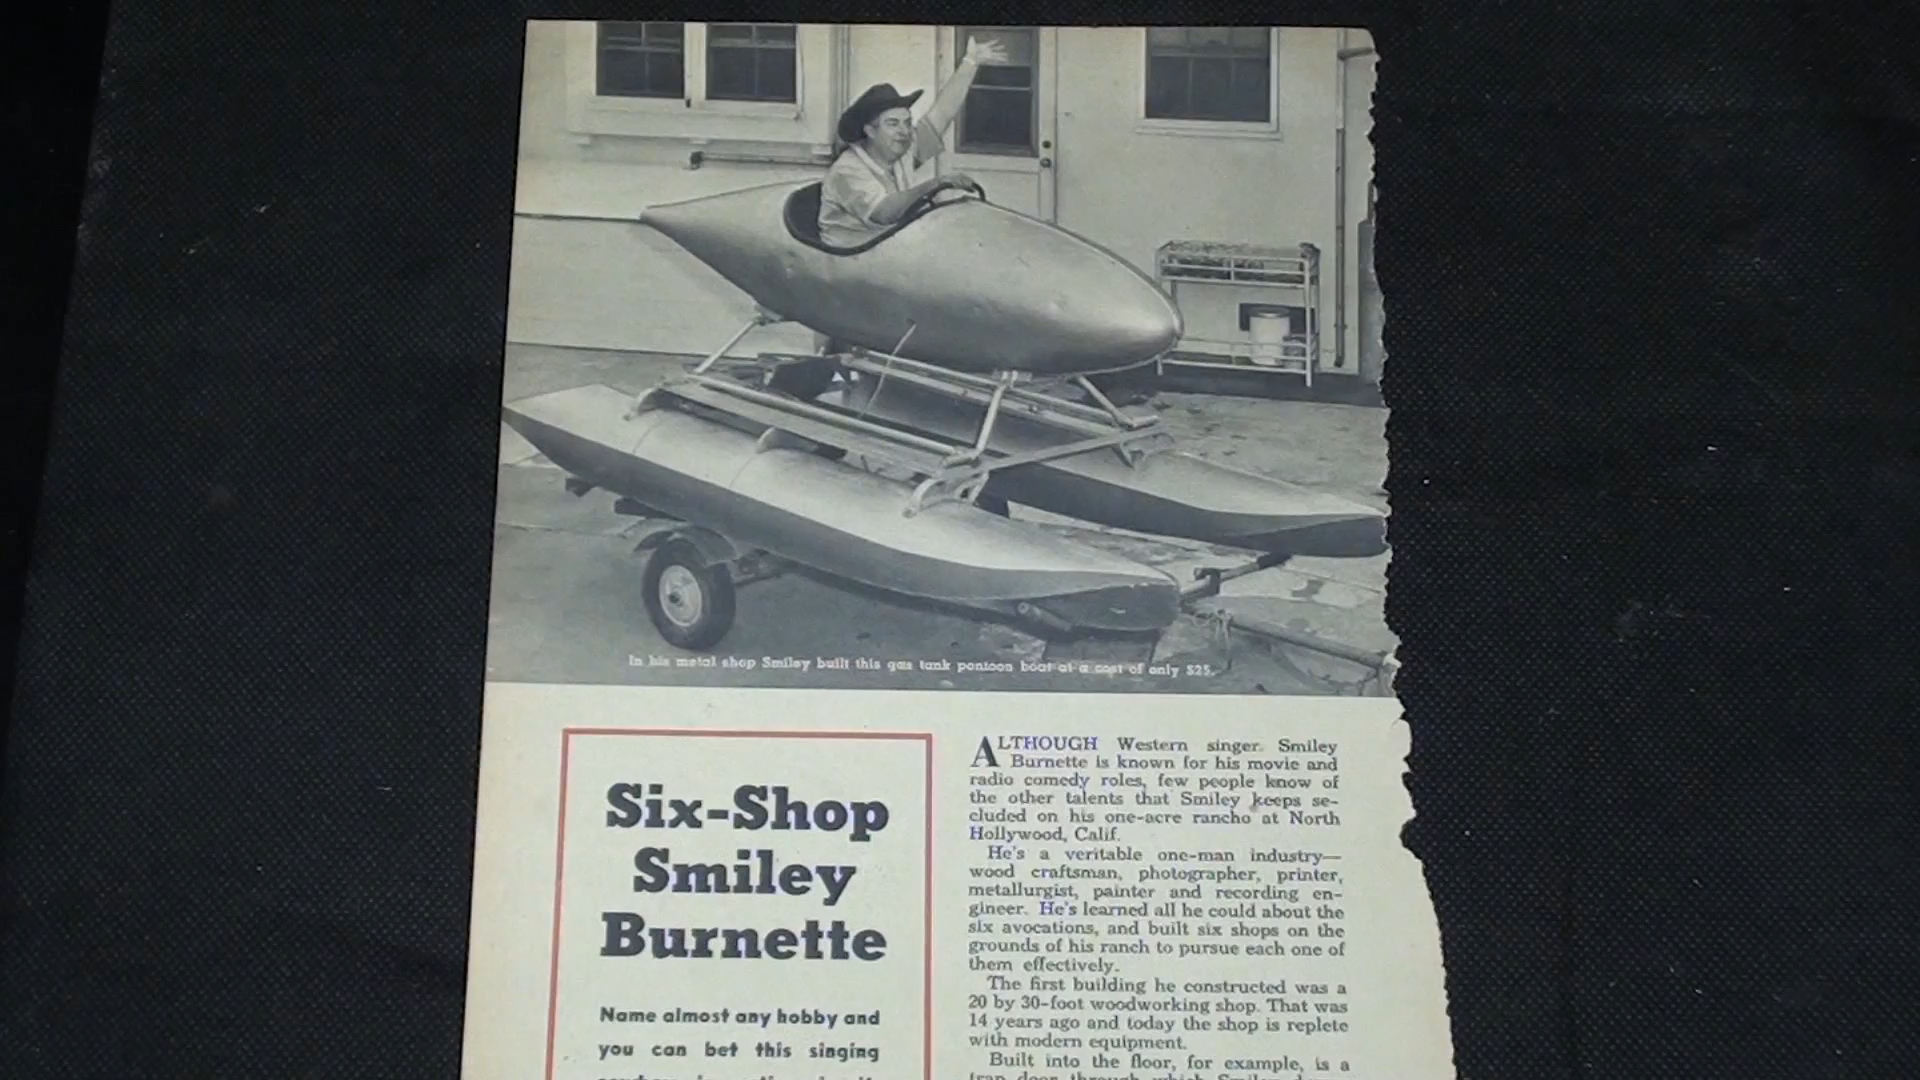 In his metal shop Smiley built this gas tank pontoon boat at a cost of only $25.
Six-Shop
Smiley
Burnette
Name almost any hobby and
you can bet this singing
ALTHOUGH Western singer Smiley
Burnette is known for his movie and
radio comedy roles, few people know of
the other talents that Smiley keeps se-
cluded on his one-acre rancho at North
Hollywood, Calif.
He's a veritable one-man industry—
wood craftsman, photographer, printer,
metallurgist, painter and recording en-
gineer. He's learned all he could about the
six avocations, and built six shops on the
grounds of his ranch to pursue each one of
them effectively.
The first building he constructed was a
20 by 30-foot woodworking shop. That was
14 years ago and today the shop is replete
with modern equipment.
Built into the floor, for example, is a
trap door through which Smiley